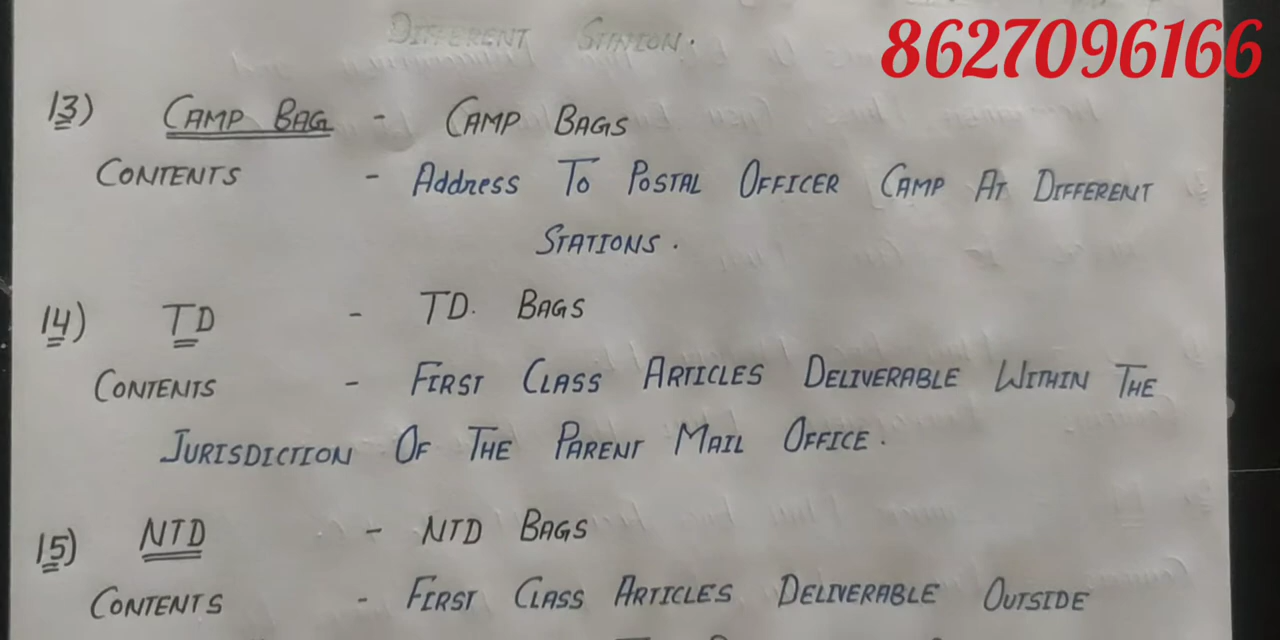 DIFFERENT STATION.
8627096166
13) CAMP BAG - CAMP BAGS
CONTENTS - Address TO POSTAL OFFICER CAMP AT DIFFERENT
STATIONS.
14) TD - TD. BAGS
CONTENTS - FIRST CLASS ARTICLES DELIVERABLE WITHIN THE
JURISDICTION OF THE PARENT MAIL OFFICE.
15) NTD - NTD BAGS
CONTENTS - FIRST CLASS ARTICLES DELIVERABLE OUTSIDE